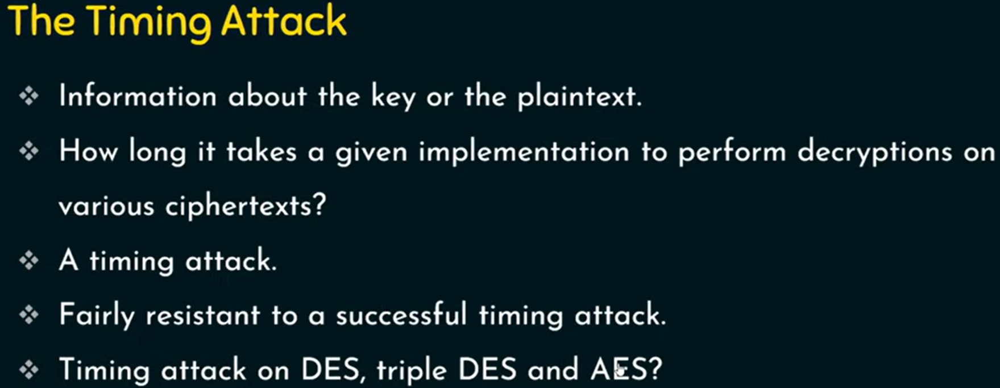 The Timing Attack
Information about the key or the plaintext.
How long it takes a given implementation to perform decryptions on
various ciphertexts?
A timing attack.
Fairly resistant to a successful timing attack.
Timing attack on DES, triple DES and AES?